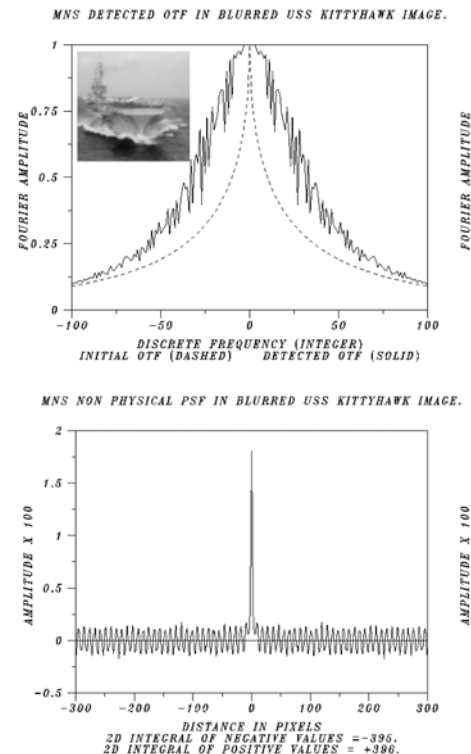 MNS DETECTED OTF IN BLURRED USS KITTYHAWK IMAGE.
FOURIER AMPLITUDE
1
0.75
0.5
0.25
0
-100 -50 0 50 100
DISCRETE FREQUENCY (INTEGER)
INITIAL OTF (DASHED) DETECTED OTF (SOLID)
FOURIER AMPLITUDE
MNS NON PHYSICAL PSF IN BLURRED USS KITTYHAWK IMAGE.
AMPLITUDE X 100
2
1.5
1
0.5
0
-0.5
-300 -200 -100 0 100 200 300
DISTANCE IN PIXELS
2D INTEGRAL OF NEGATIVE VALUES =-395.
2D INTEGRAL OF POSITIVE VALUES = +396.
AMPLITUDE X 100